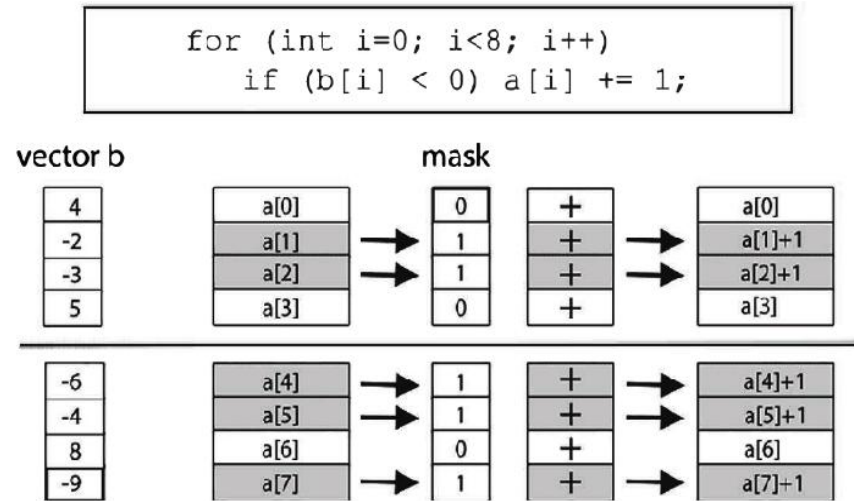 for (int i=0; i<8; i++)
if (b[i] < 0) a[i] += 1;
vector b mask
4 a[0] 0 + a[0]
-2 a[1] 1 + a[1]+1
-3 a[2] 1 + a[2]+1
5 a[3] 0 + a[3]
-6 a[4] 1 + a[4]+1
-4 a[5] 1 + a[5]+1
8 a[6] 0 + a[6]
-9 a[7] 1 + a[7]+1